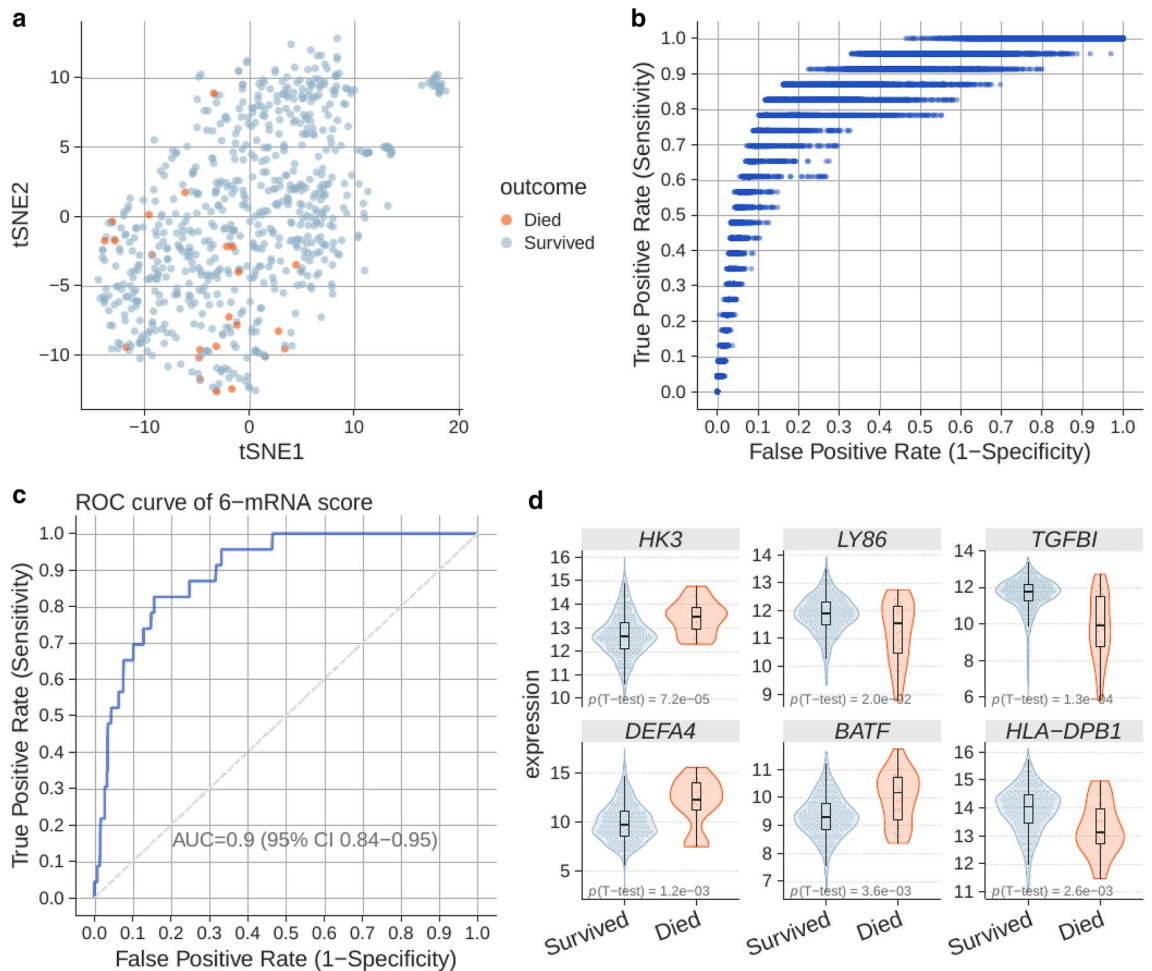 a
10
5
0
−5
−10
tSNE2
−10 0 10 20
tSNE1
outcome
Died
Survived
b
1.0
0.9
0.8
0.7
0.6
0.5
0.4
0.3
0.2
0.1
0.0
True Positive Rate (Sensitivity)
0.0 0.1 0.2 0.3 0.4 0.5 0.6 0.7 0.8 0.9 1.0
False Positive Rate (1−Specificity)
c
ROC curve of 6−mRNA score
1.0
0.9
0.8
0.7
0.6
0.5
0.4
0.3
0.2
0.1
0.0
True Positive Rate (Sensitivity)
AUC=0.9 (95% CI 0.84−0.95)
0.0 0.1 0.2 0.3 0.4 0.5 0.6 0.7 0.8 0.9 1.0
False Positive Rate (1−Specificity)
d
expression
HK3
16
15
14
13
12
11
10
p(T−test) = 7.2e−05
LY86
14
13
12
11
10
9
p(T−test) = 2.0e−02
TGFBI
14
12
10
8
6
p(T−test) = 1.3e−04
DEFA4
15
10
5
p(T−test) = 1.2e−03
BATF
11
10
9
8
7
p(T−test) = 3.6e−03
HLA−DPB1
16
15
14
13
12
11
p(T−test) = 2.6e−03
Survived Died Survived Died Survived Died